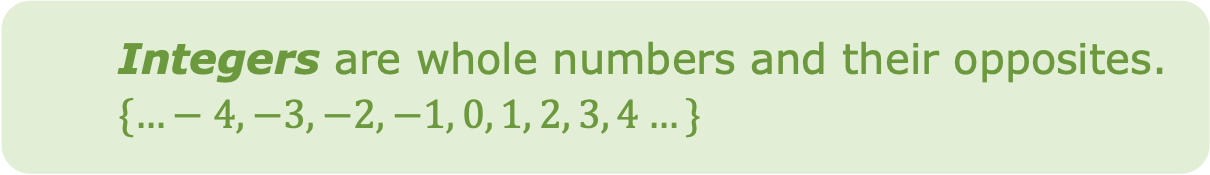 Integers are whole numbers and their opposites.
{… − 4, −3, −2, −1, 0, 1, 2, 3, 4 … }